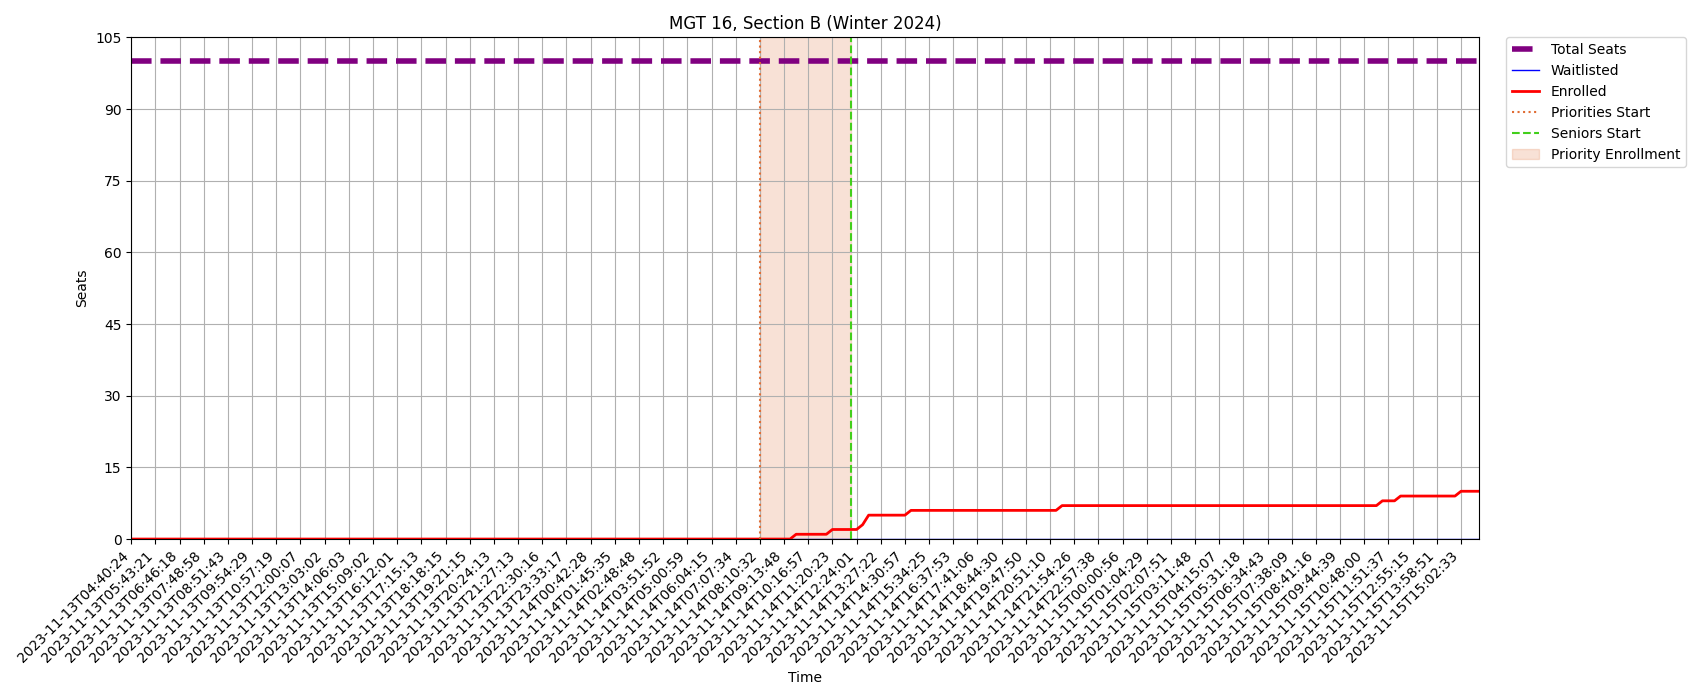 MGT 16, Section B (Winter 2024)
105
90
75
60
45
30
15
0
Seats
Total Seats
Waitlisted
Enrolled
Priorities Start
Seniors Start
Priority Enrollment
2023-11-13T04:40:24
2023-11-13T05:43:21
2023-11-13T06:46:18
2023-11-13T07:48:58
2023-11-13T08:51:43
2023-11-13T09:54:29
2023-11-13T10:57:19
2023-11-13T12:00:07
2023-11-13T13:03:02
2023-11-13T14:06:03
2023-11-13T15:09:02
2023-11-13T16:12:01
2023-11-13T17:15:13
2023-11-13T18:18:15
2023-11-13T19:21:15
2023-11-13T20:24:13
2023-11-13T21:27:13
2023-11-13T22:30:16
2023-11-13T23:33:17
2023-11-14T00:42:28
2023-11-14T01:45:35
2023-11-14T02:48:48
2023-11-14T03:51:52
2023-11-14T05:00:59
2023-11-14T06:04:15
2023-11-14T07:07:34
2023-11-14T08:10:32
2023-11-14T09:13:48
2023-11-14T10:16:57
2023-11-14T11:20:23
2023-11-14T12:24:01
2023-11-14T13:27:22
2023-11-14T14:30:57
2023-11-14T15:34:25
2023-11-14T16:37:53
2023-11-14T17:41:06
2023-11-14T18:44:30
2023-11-14T19:47:50
2023-11-14T20:51:10
2023-11-14T21:54:26
2023-11-14T22:57:38
2023-11-15T00:00:56
2023-11-15T01:04:29
2023-11-15T02:07:51
2023-11-15T03:11:48
2023-11-15T04:15:07
2023-11-15T05:31:18
2023-11-15T06:34:43
2023-11-15T07:38:09
2023-11-15T08:41:16
2023-11-15T09:44:39
2023-11-15T10:48:00
2023-11-15T11:51:37
2023-11-15T12:55:15
2023-11-15T13:58:51
2023-11-15T15:02:33
Time